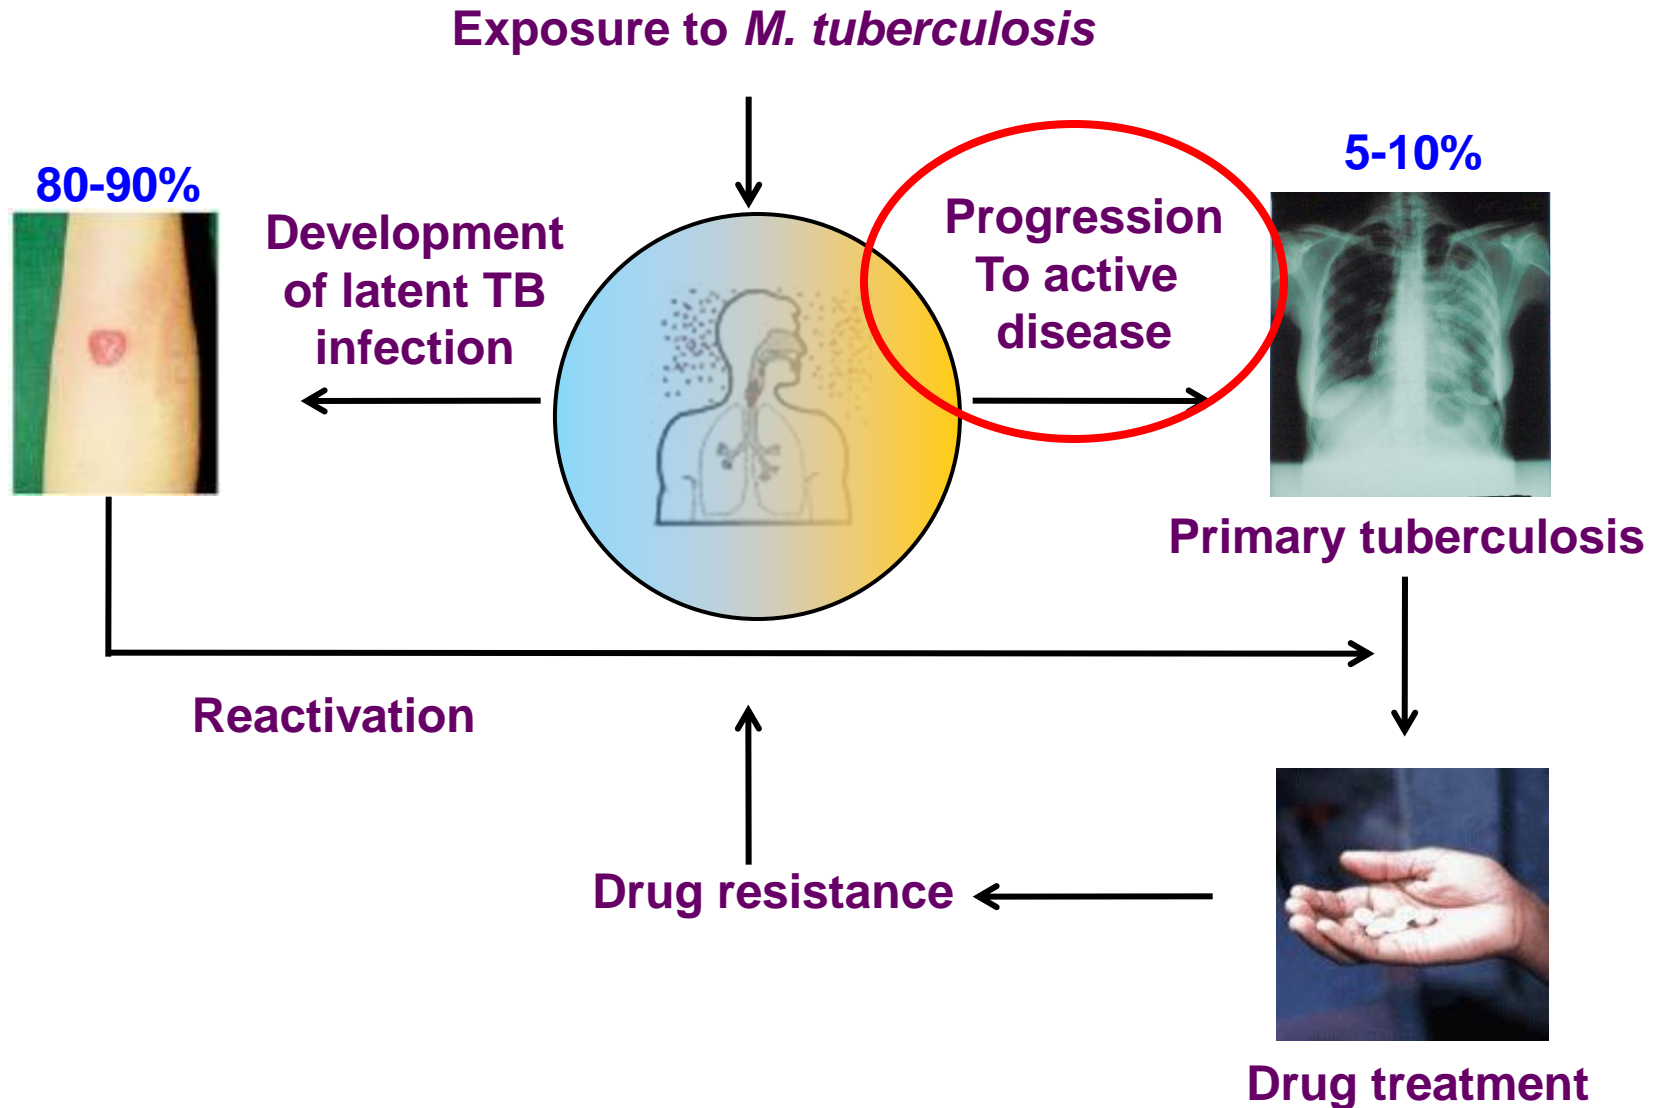 Exposure to M. tuberculosis
80-90%
Development
of latent TB
infection
Progression
To active
disease
5-10%
Primary tuberculosis
Reactivation
Drug resistance
Drug treatment